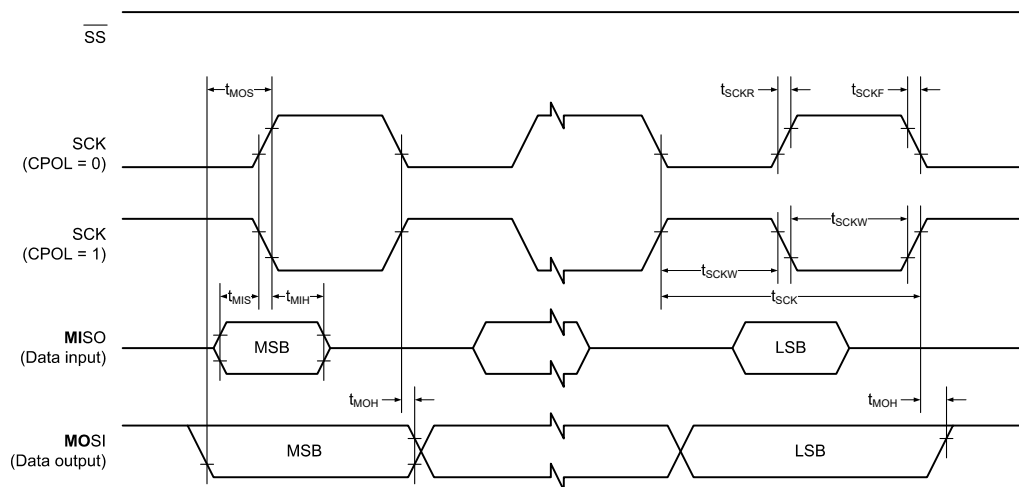 SS
tMOS
tSCKR
tSCKF
SCK
(CPOL = 0)
SCK
(CPOL = 1)
tSCKW
tSCKW
tSCK
tMIS
tMIH
MISO
(Data input)
MSB
LSB
tMOH
tMOH
MOSI
(Data output)
MSB
LSB